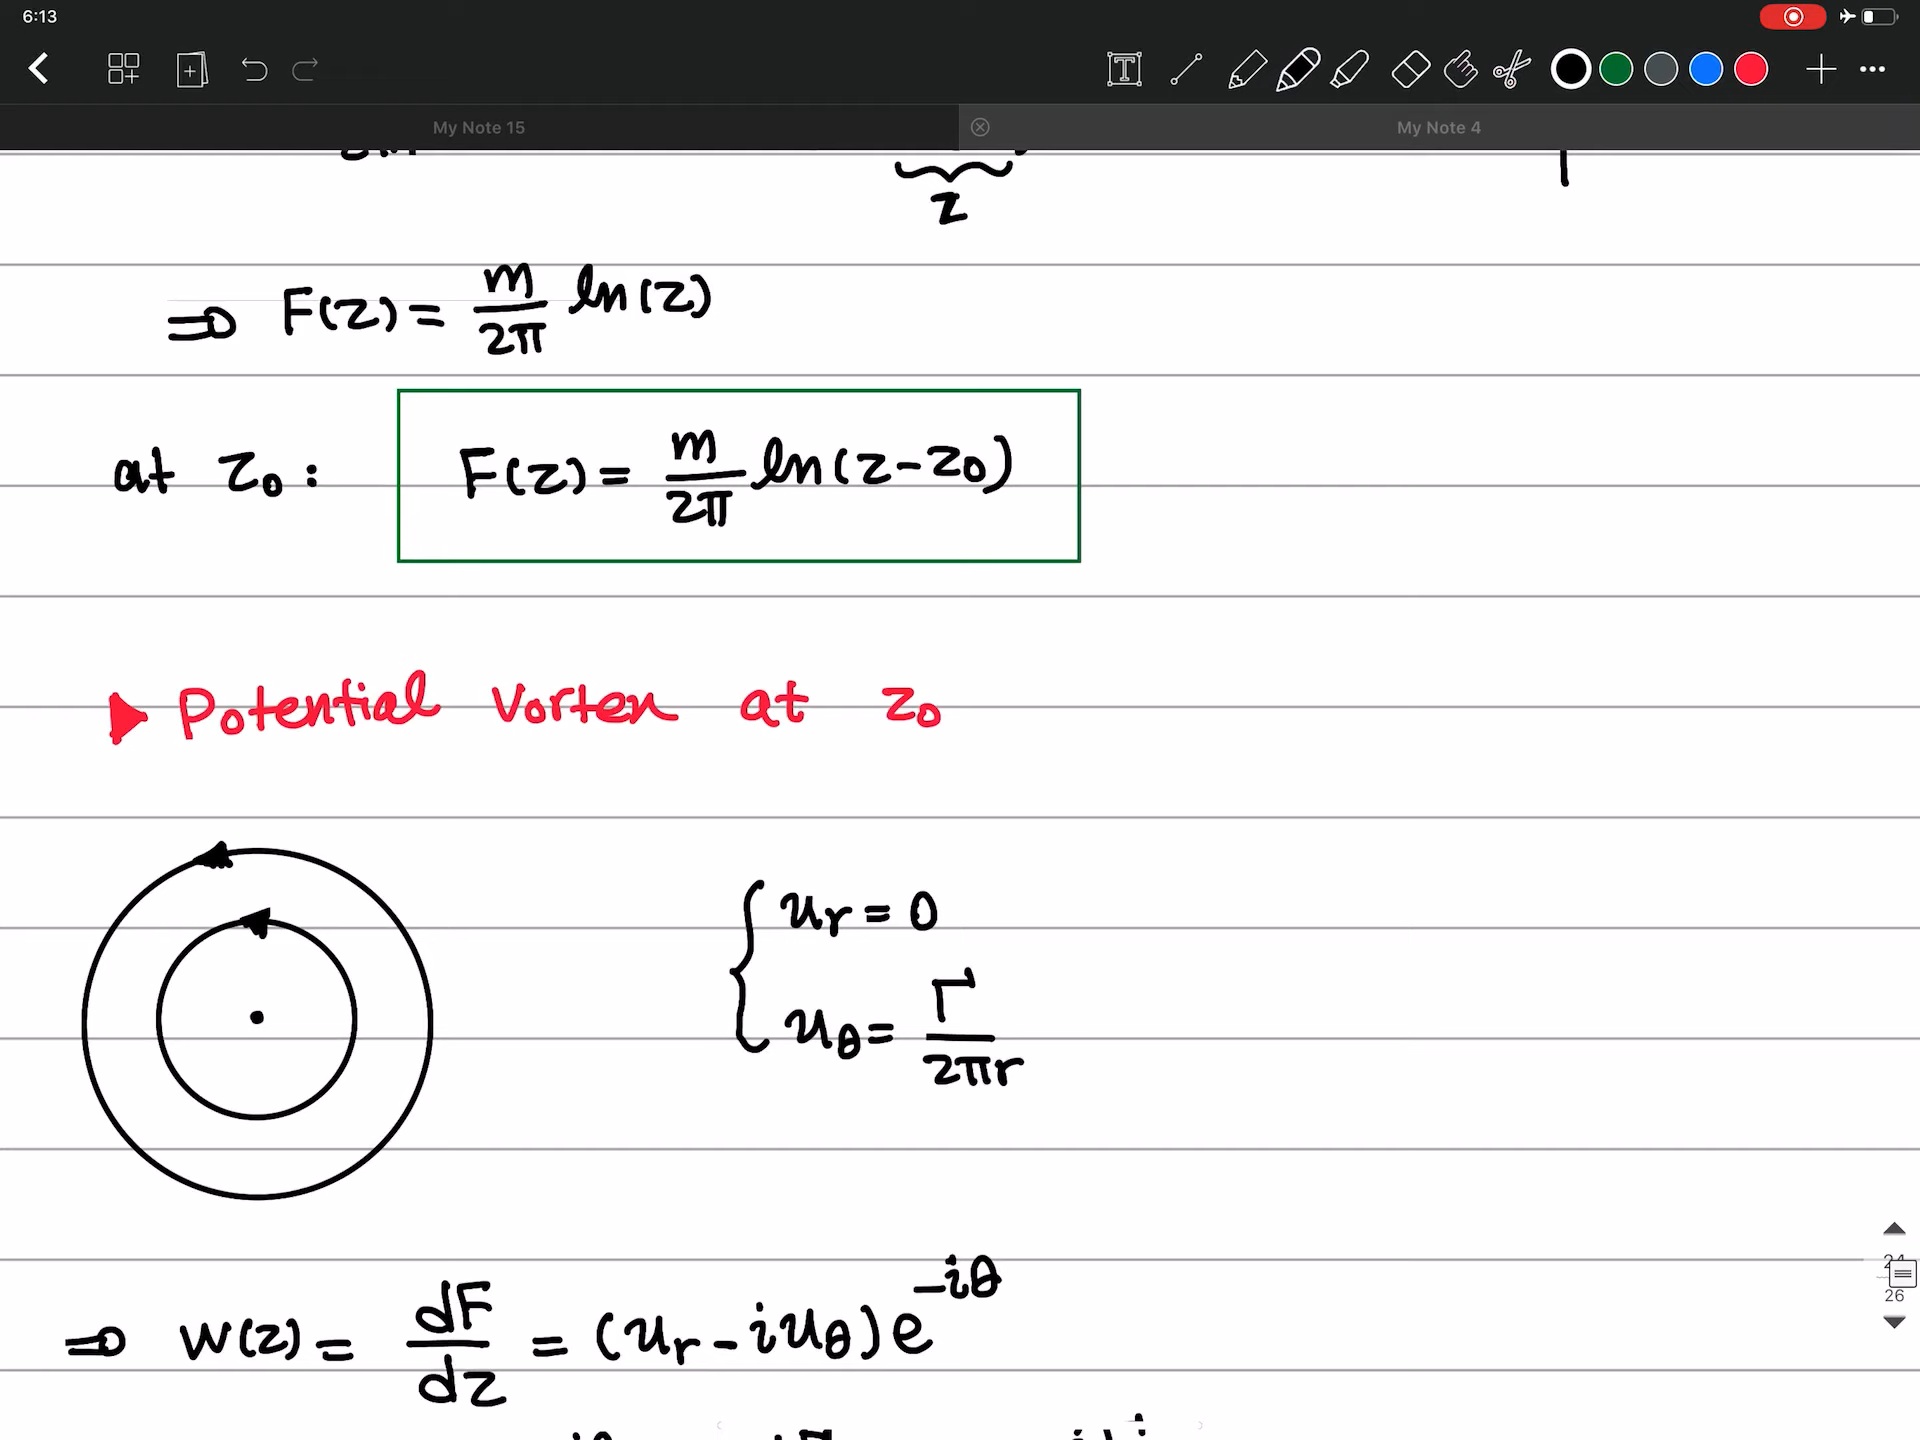 6:13
My Note 15
My Note 4
z
⇒ F(z) = m/2π ln(z)
at z₀: F(z) = m/2π ln(z-z₀)
▶ Potential Vortex at z₀
{ u_r = 0
u_θ = Γ/2πr
⇒ W(z) = dF/dz = (u_r - i u_θ) e^{-iθ}
26